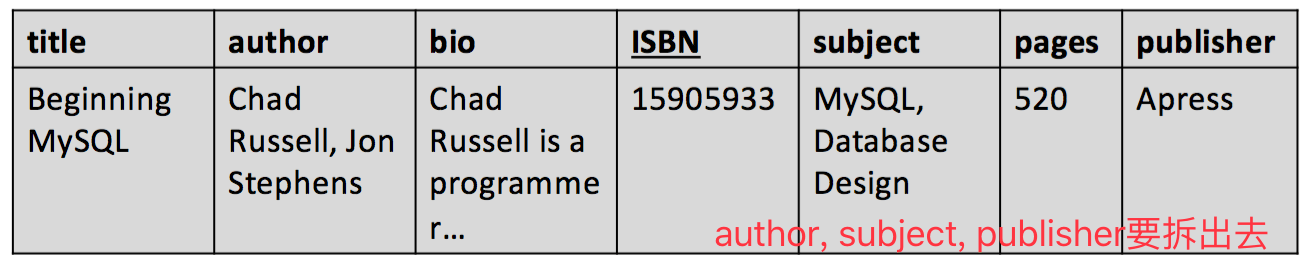 title author bio ISBN subject pages publisher
Beginning Chad Chad 15905933 MySQL, 520 Apress
MySQL Russell, Jon Russell is a Database
Stephens programme Design
r...
author, subject, publisher要拆出去